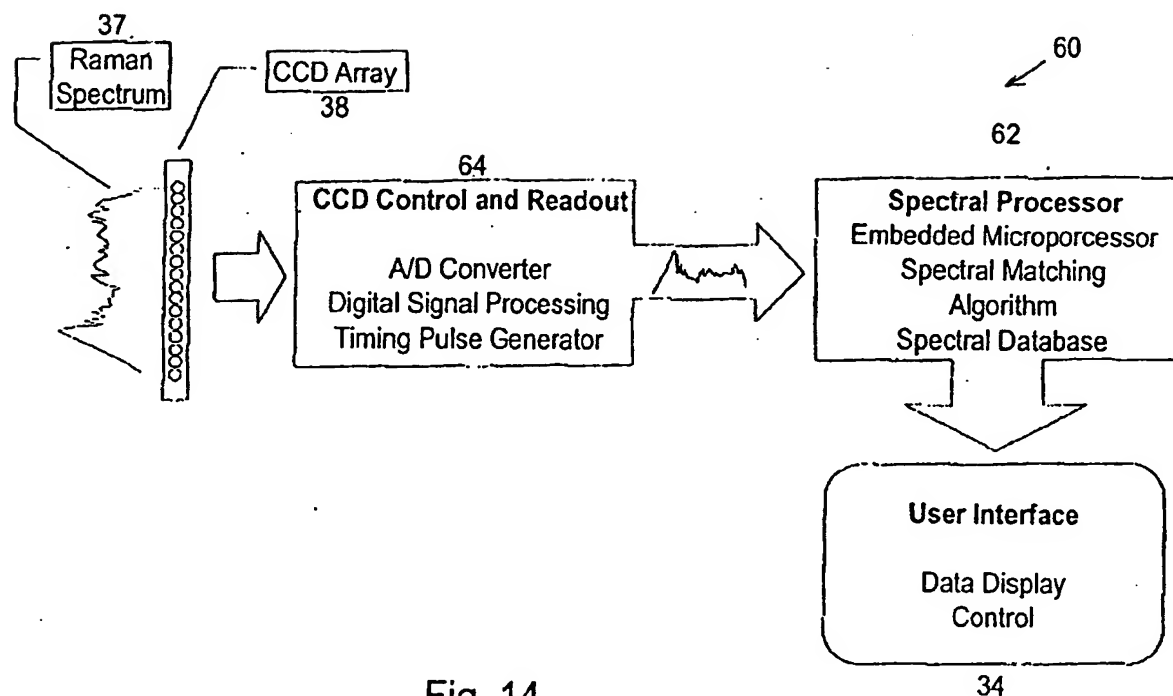 37
Raman
Spectrum
CCD Array
38
60
62
64
CCD Control and Readout
A/D Converter
Digital Signal Processing
Timing Pulse Generator
Spectral Processor
Embedded Microporcessor
Spectral Matching
Algorithm
Spectral Database
User Interface
Data Display
Control
34
Fig. 14